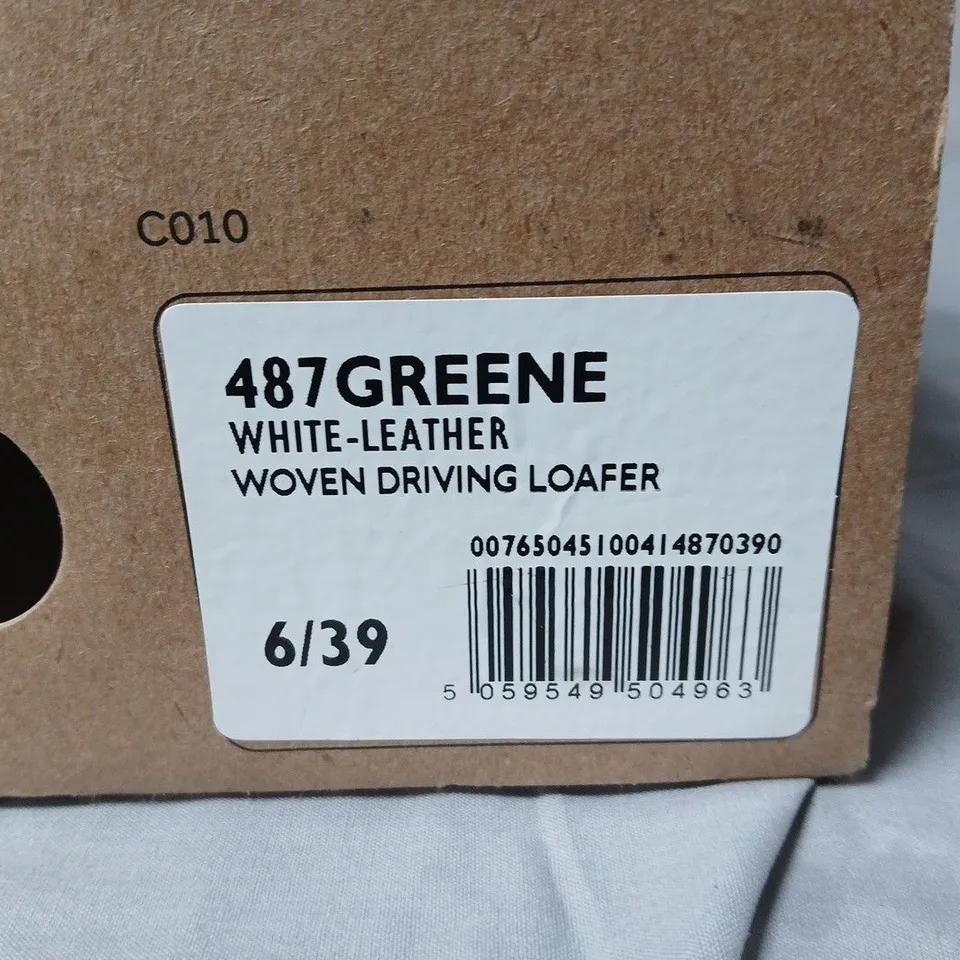 C010
487GREENE
WHITE-LEATHER
WOVEN DRIVING LOAFER
00765045100414870390
6/39
5 059549 504963